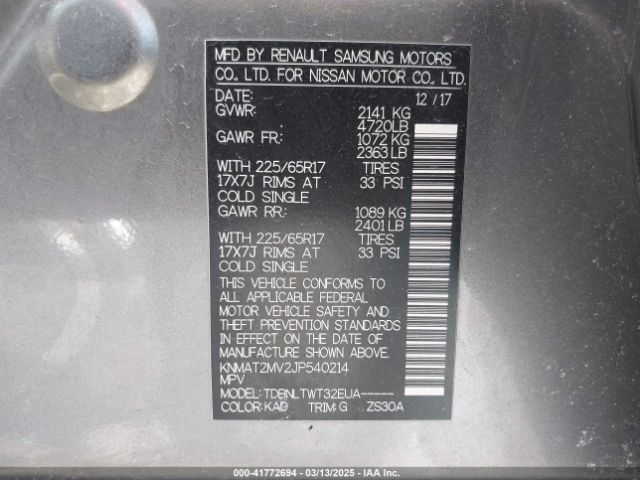 MFD BY RENAULT SAMSUNG MOTORS
CO. LTD. FOR NISSAN MOTOR CO., LTD.
DATE: 12 / 17
GVWR: 2141 KG
4720LB
GAWR FR.: 1072 KG
2363 LB
WITH 225/65R17 TIRES
17X7J RIMS AT 33 PSI
COLD SINGLE
GAWR RR.: 1089 KG
2401 LB
WITH 225/65R17 TIRES
17X7J RIMS AT 33 PSI
COLD SINGLE
THIS VEHICLE CONFORMS TO
ALL APPLICABLE FEDERAL
MOTOR VEHICLE SAFETY AND
THEFT PREVENTION STANDARDS
IN EFFECT ON THE DATE OF
MANUFACTURE SHOWN ABOVE.
KNMAT2MV2JP540214
MPV
MODEL: TDBNLTWT32EUA-----
COLOR: KAD TRIM: G ZS30A
000-41772694 - 03/13/2025 - IAA Inc.